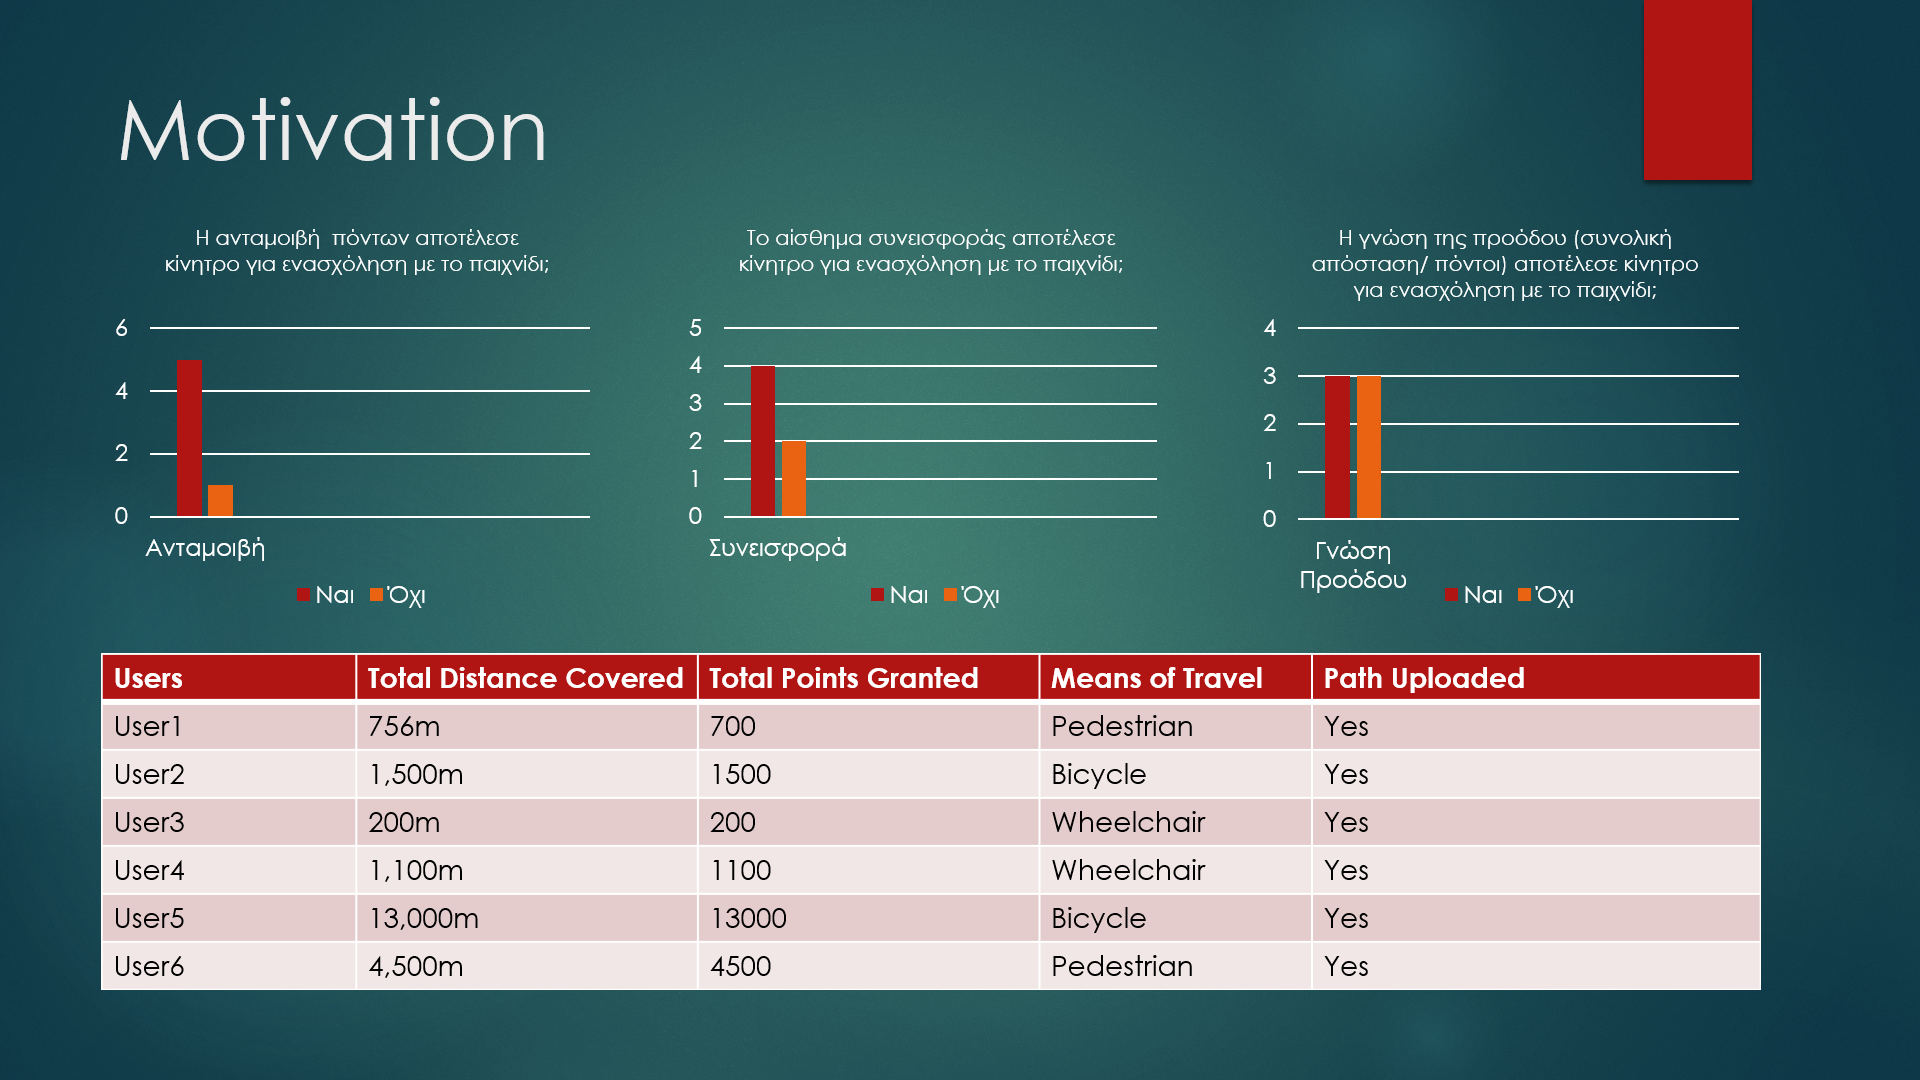 Motivation
Η ανταμοιβή πόντων αποτέλεσε
κίνητρο για ενασχόληση με το παιχνίδι;
6
4
2
0
Ανταμοιβή
Ναι Όχι
Το αίσθημα συνεισφοράς αποτέλεσε
κίνητρο για ενασχόληση με το παιχνίδι;
5
4
3
2
1
0
Συνεισφορά
Ναι Όχι
Η γνώση της προόδου (συνολική
απόσταση/ πόντοι) αποτέλεσε κίνητρο
για ενασχόληση με το παιχνίδι;
4
3
2
1
0
Γνώση
Προόδου
Ναι Όχι
Users Total Distance Covered Total Points Granted Means of Travel Path Uploaded
User1 756m 700 Pedestrian Yes
User2 1,500m 1500 Bicycle Yes
User3 200m 200 Wheelchair Yes
User4 1,100m 1100 Wheelchair Yes
User5 13,000m 13000 Bicycle Yes
User6 4,500m 4500 Pedestrian Yes